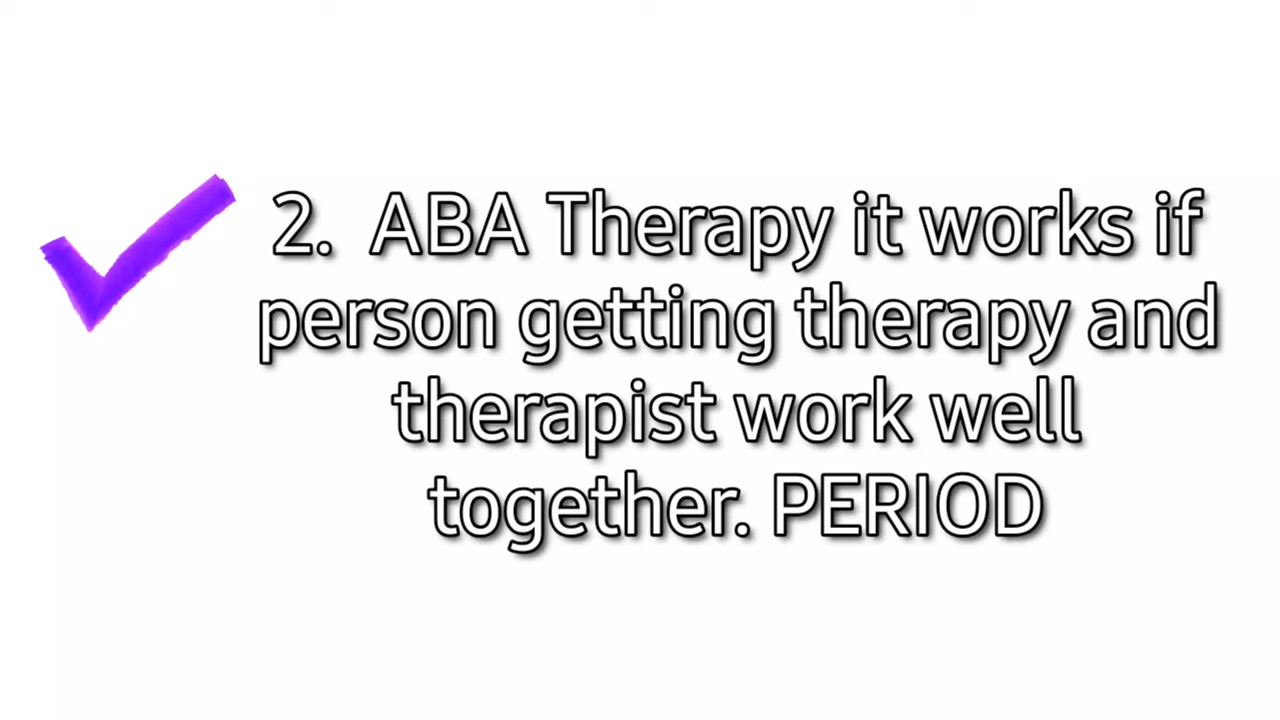 2. ABA Therapy it works if
person getting therapy and
therapist work well
together. PERIOD